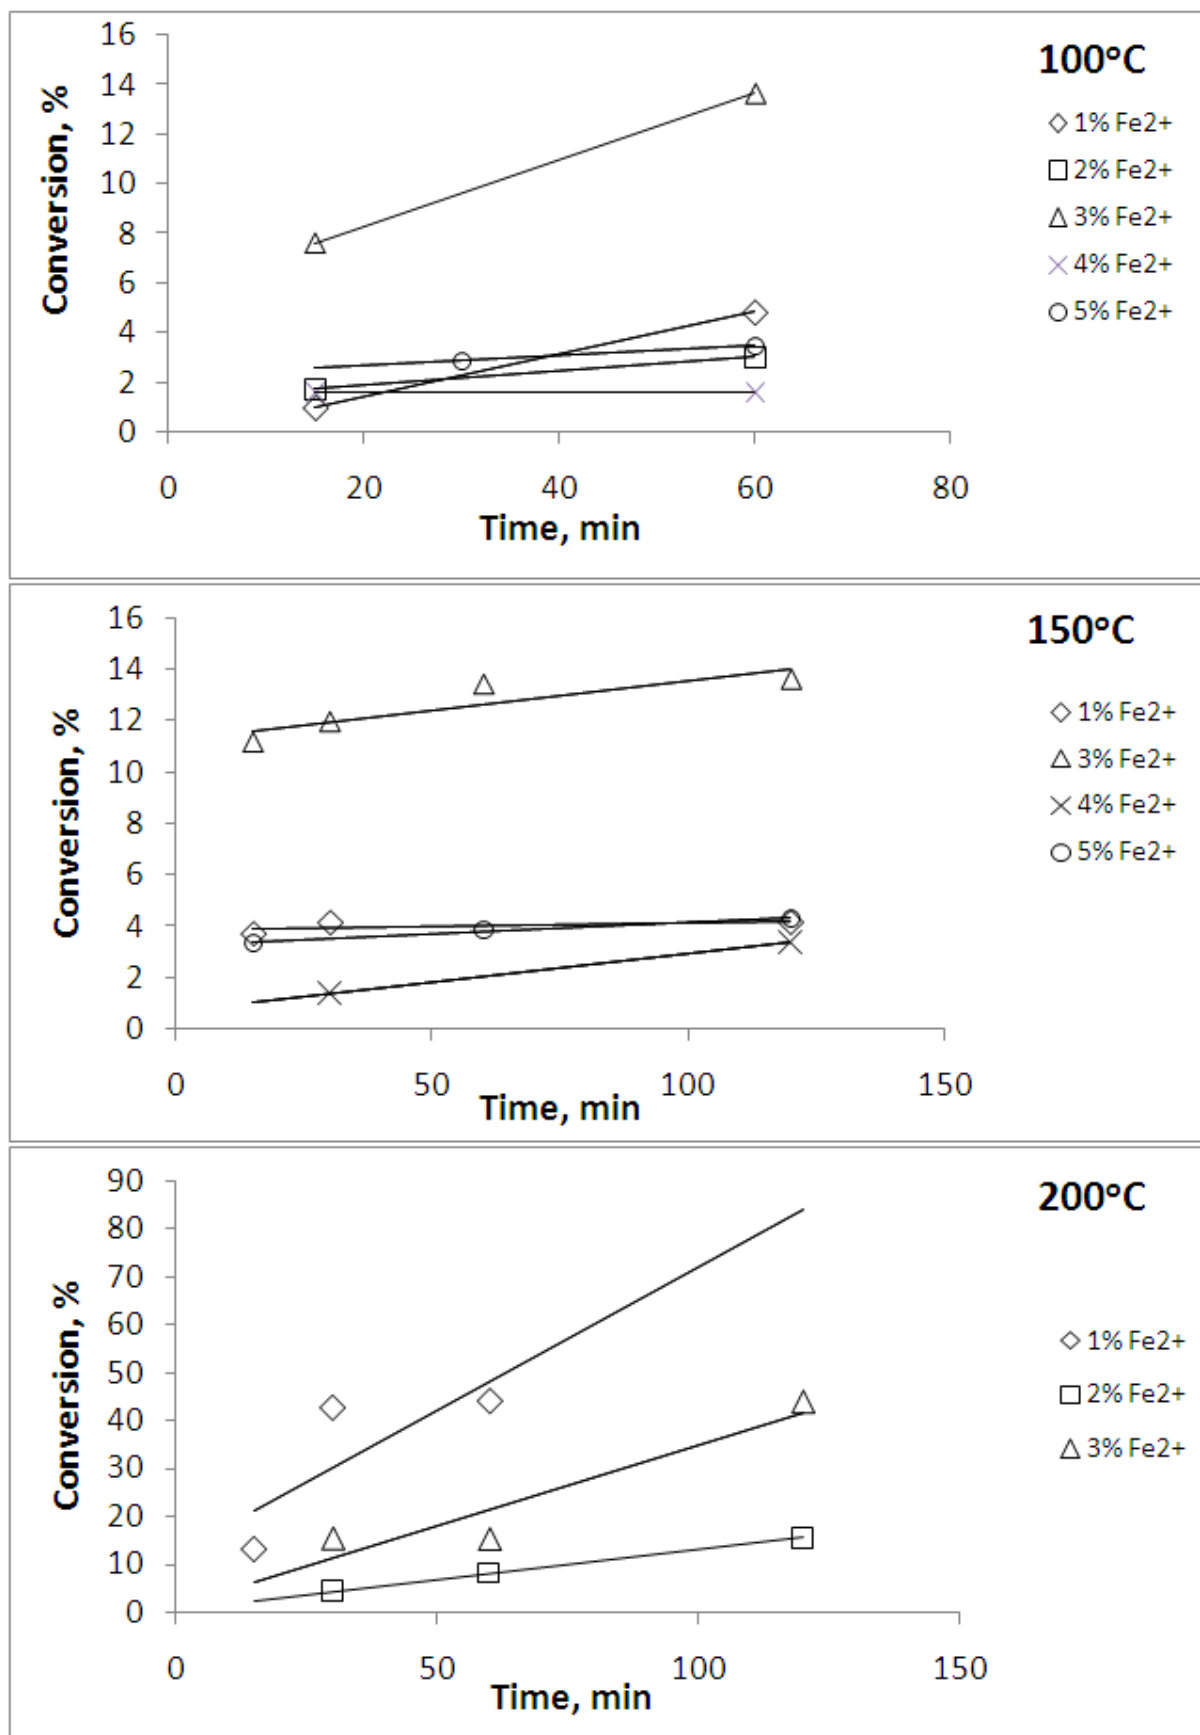 100°C
Conversion, %
16
14
12
10
8
6
4
2
0
0 20 40 60 80
Time, min
1% Fe2+
2% Fe2+
3% Fe2+
4% Fe2+
5% Fe2+
150°C
Conversion, %
16
14
12
10
8
6
4
2
0
0 50 100 150
Time, min
1% Fe2+
3% Fe2+
4% Fe2+
5% Fe2+
200°C
Conversion, %
90
80
70
60
50
40
30
20
10
0
0 50 100 150
Time, min
1% Fe2+
2% Fe2+
3% Fe2+